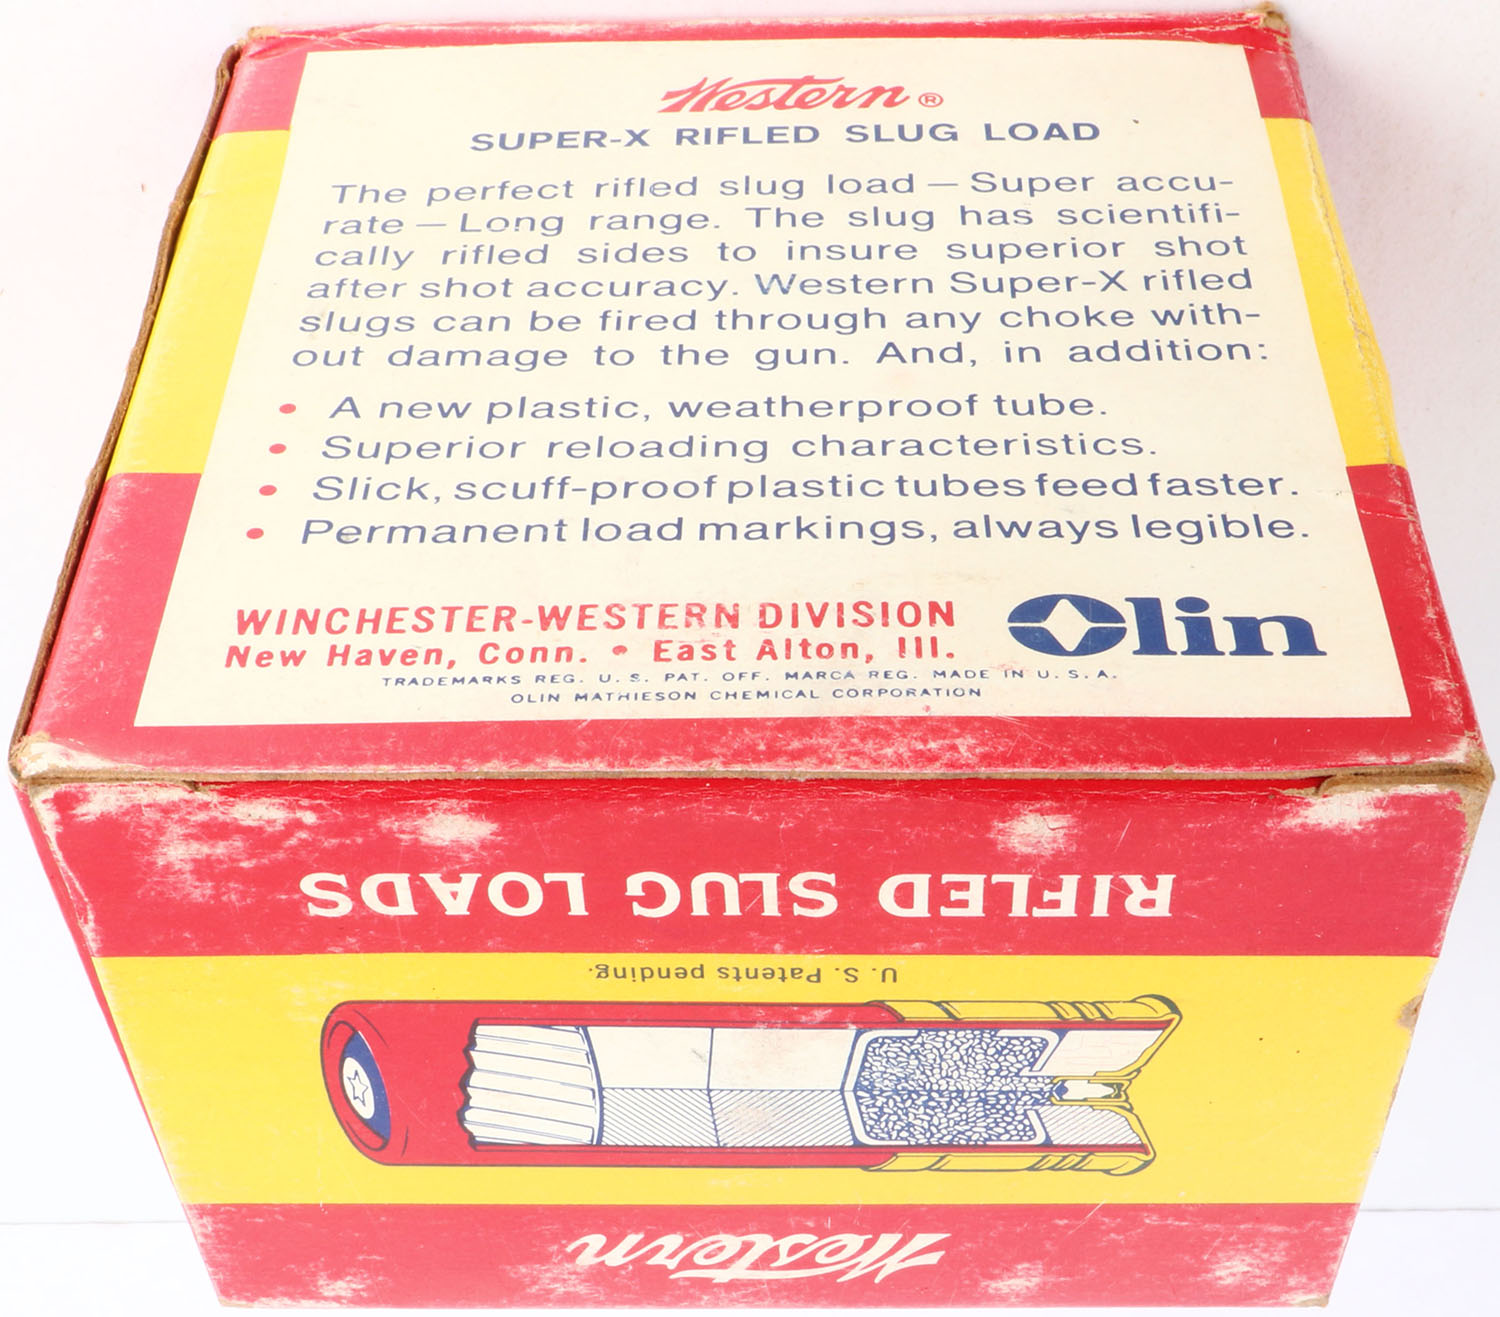 Western ®
SUPER-X RIFLED SLUG LOAD
The perfect rifled slug load — Super accu-
rate — Long range. The slug has scientifi-
cally rifled sides to insure superior shot
after shot accuracy. Western Super-X rifled
slugs can be fired through any choke with-
out damage to the gun. And, in addition:
• A new plastic, weatherproof tube.
• Superior reloading characteristics.
• Slick, scuff-proof plastic tubes feed faster.
• Permanent load markings, always legible.
WINCHESTER-WESTERN DIVISION
New Haven, Conn. • East Alton, Ill.
Olin
TRADEMARKS REG. U. S. PAT. OFF. MARCA REG. MADE IN U. S. A.
OLIN MATHIESON CHEMICAL CORPORATION
RIFLED SLUG LOADS
U. S. Patents pending.
Western